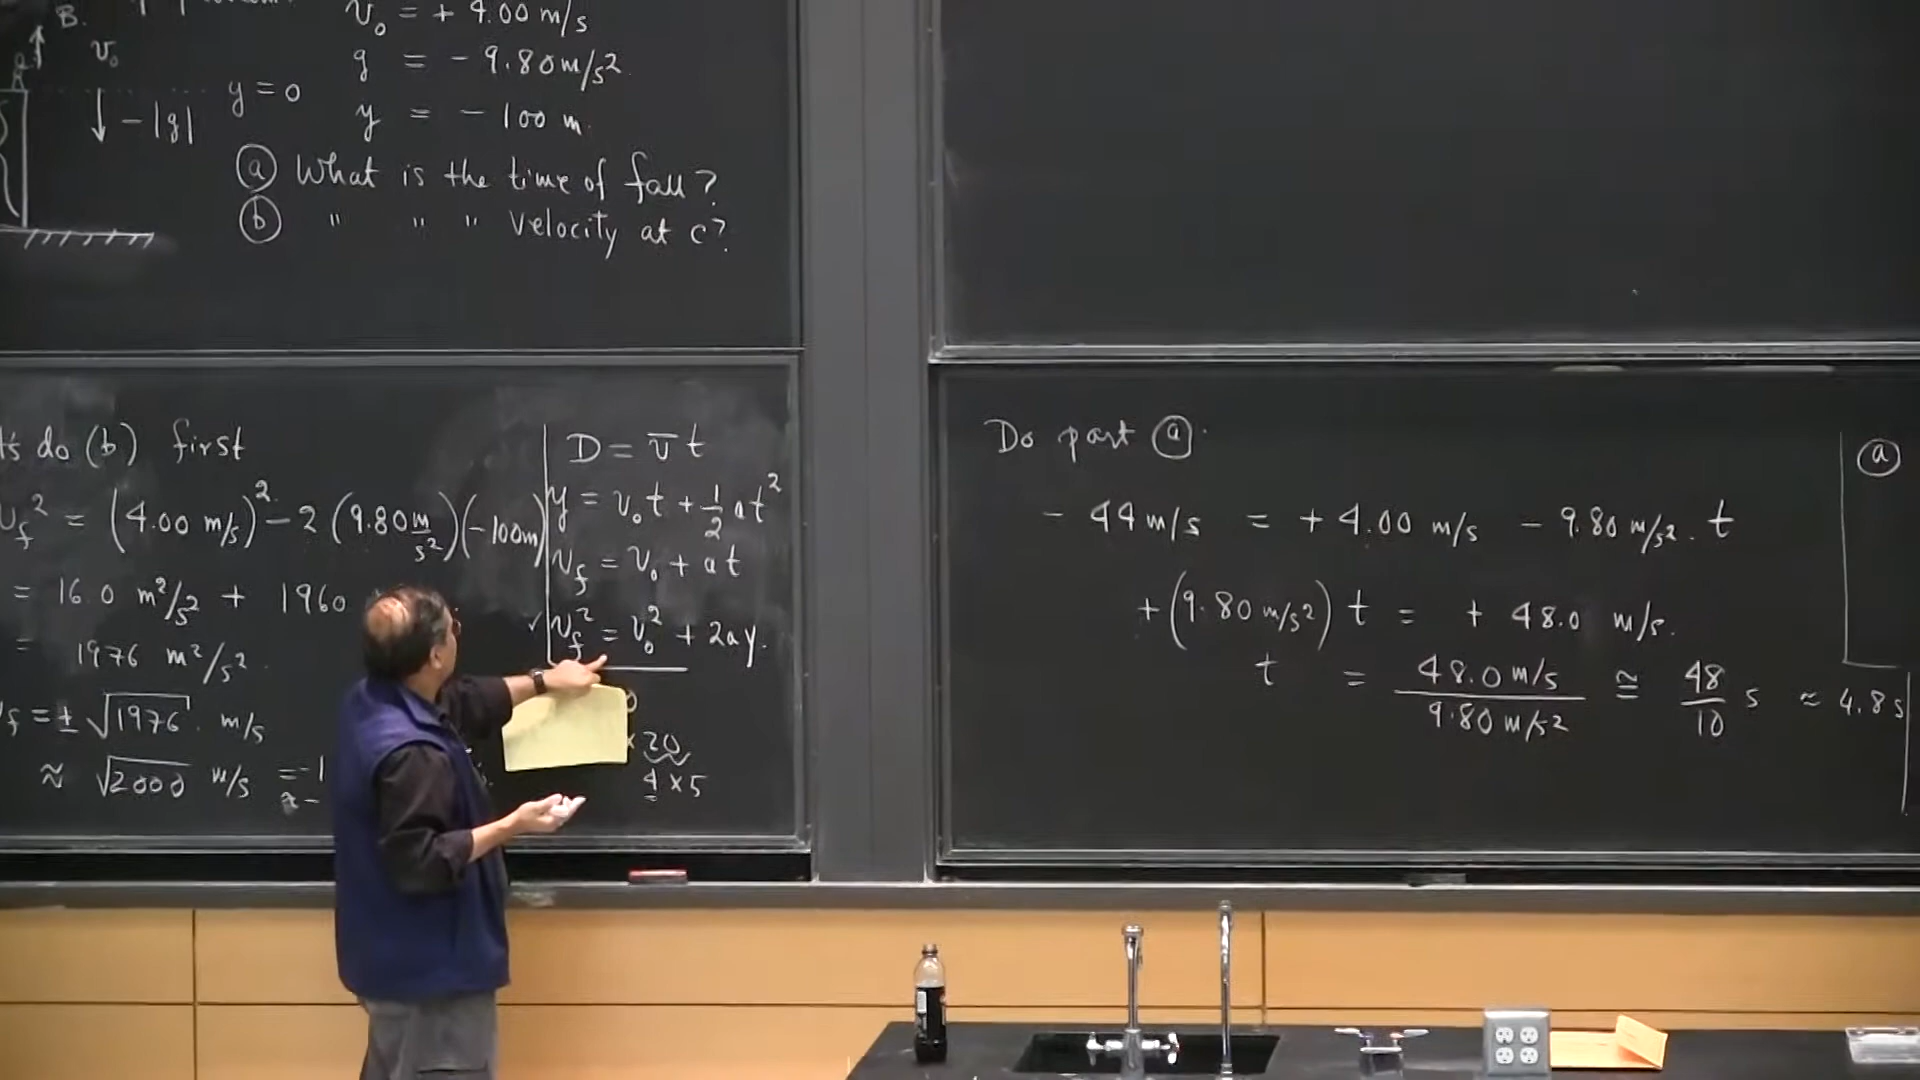 B.
v₀ = + 4.00 m/s
v₀
g = - 9.80 m/s²
y = 0
- |g|
y = - 100 m
(a) What is the time of fall?
(b) " " " Velocity at c?
do (b) first
v_f² = (4.00 m/s)² - 2 (9.80 m/s²)(-100m)
= 16.0 m²/s² + 1960
= 1976 m²/s²
= ± √1976 m/s
≈ √2000 m/s
D = v̄ t
y = v₀t + ½ at²
v_f = v₀ + at
✓ v_f² = v₀² + 2ay.
× 20
4 × 5
Do part (a)
- 44 m/s = + 4.00 m/s - 9.80 m/s² . t
+ (9.80 m/s²) t = + 48.0 m/s.
t = 48.0 m/s / 9.80 m/s² ≅ 48/10 s ≈ 4.8 s
(a)